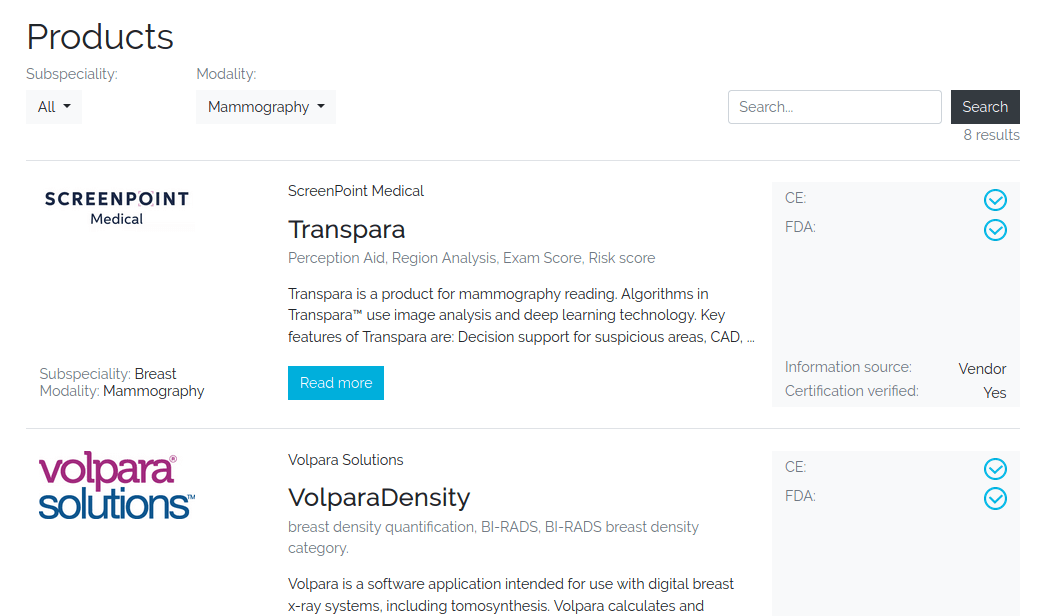 Products
Subspeciality:
Modality:
All
Mammography
Search...
Search
8 results
SCREENPOINT
Medical
ScreenPoint Medical
Transpara
Perception Aid, Region Analysis, Exam Score, Risk score
Transpara is a product for mammography reading. Algorithms in
Transpara™ use image analysis and deep learning technology. Key
features of Transpara are: Decision support for suspicious areas, CAD, ...
Read more
Subspeciality: Breast
Modality: Mammography
CE:
FDA:
Information source: Vendor
Certification verified: Yes
volpara®
solutions™
Volpara Solutions
VolparaDensity
breast density quantification, BI-RADS, BI-RADS breast density
category.
Volpara is a software application intended for use with digital breast
x-ray systems, including tomosynthesis. Volpara calculates and
CE:
FDA: